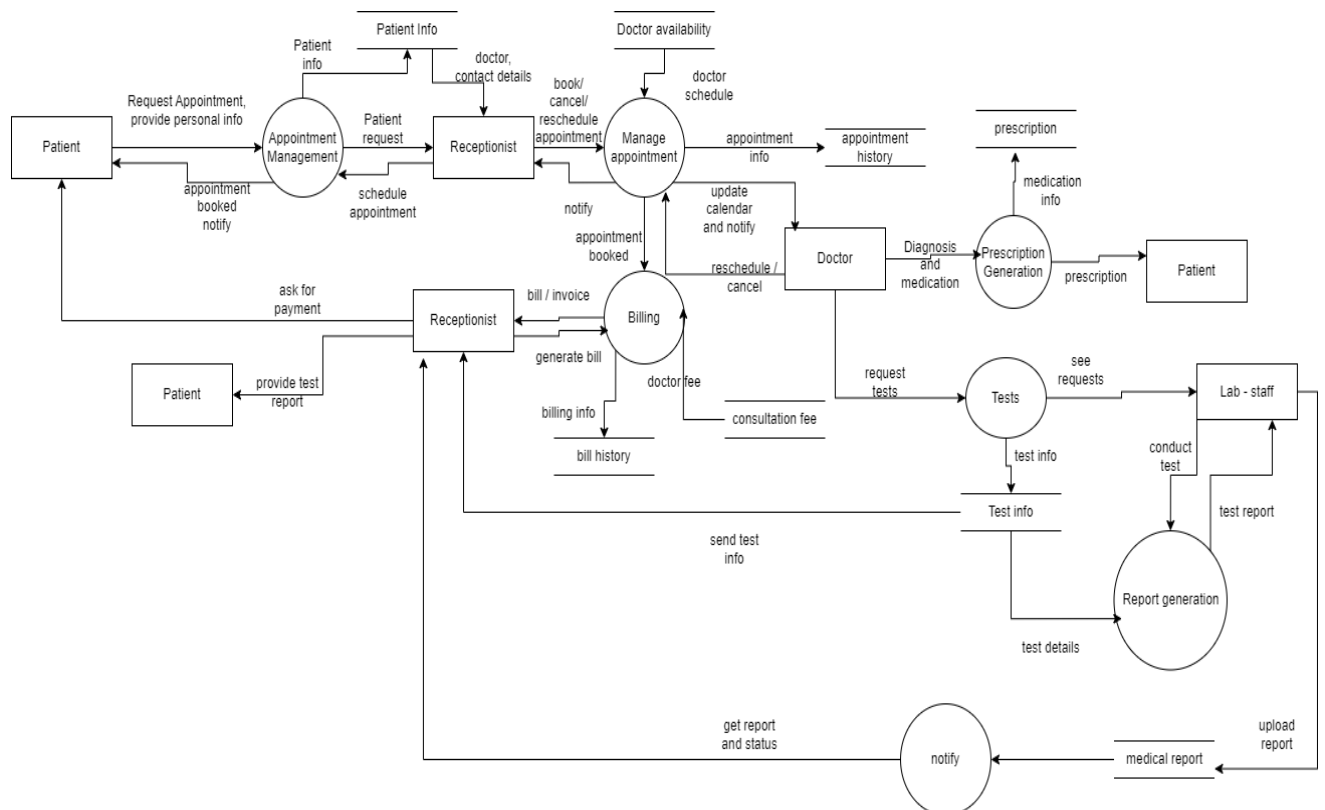 Patient Info
Doctor availability
Patient
info
doctor,
contact details
book/
cancel/
reschedule
appointment
doctor
schedule
Request Appointment,
provide personal info
Patient
request
prescription
Patient
Appointment
Management
Receptionist
Manage
appointment
appointment
info
appointment
history
appointment
booked
notify
schedule
appointment
notify
update
calendar
and notify
medication
info
appointment
booked
Doctor
Diagnosis
and
medication
Prescription
Generation
prescription
Patient
reschedule /
cancel
ask for
payment
bill / invoice
Receptionist
Billing
generate bill
Patient
provide test
report
doctor fee
request
tests
see
requests
Tests
Lab - staff
billing info
consultation fee
bill history
test info
conduct
test
Test info
test report
send test
info
Report generation
test details
get report
and status
upload
report
notify
medical report